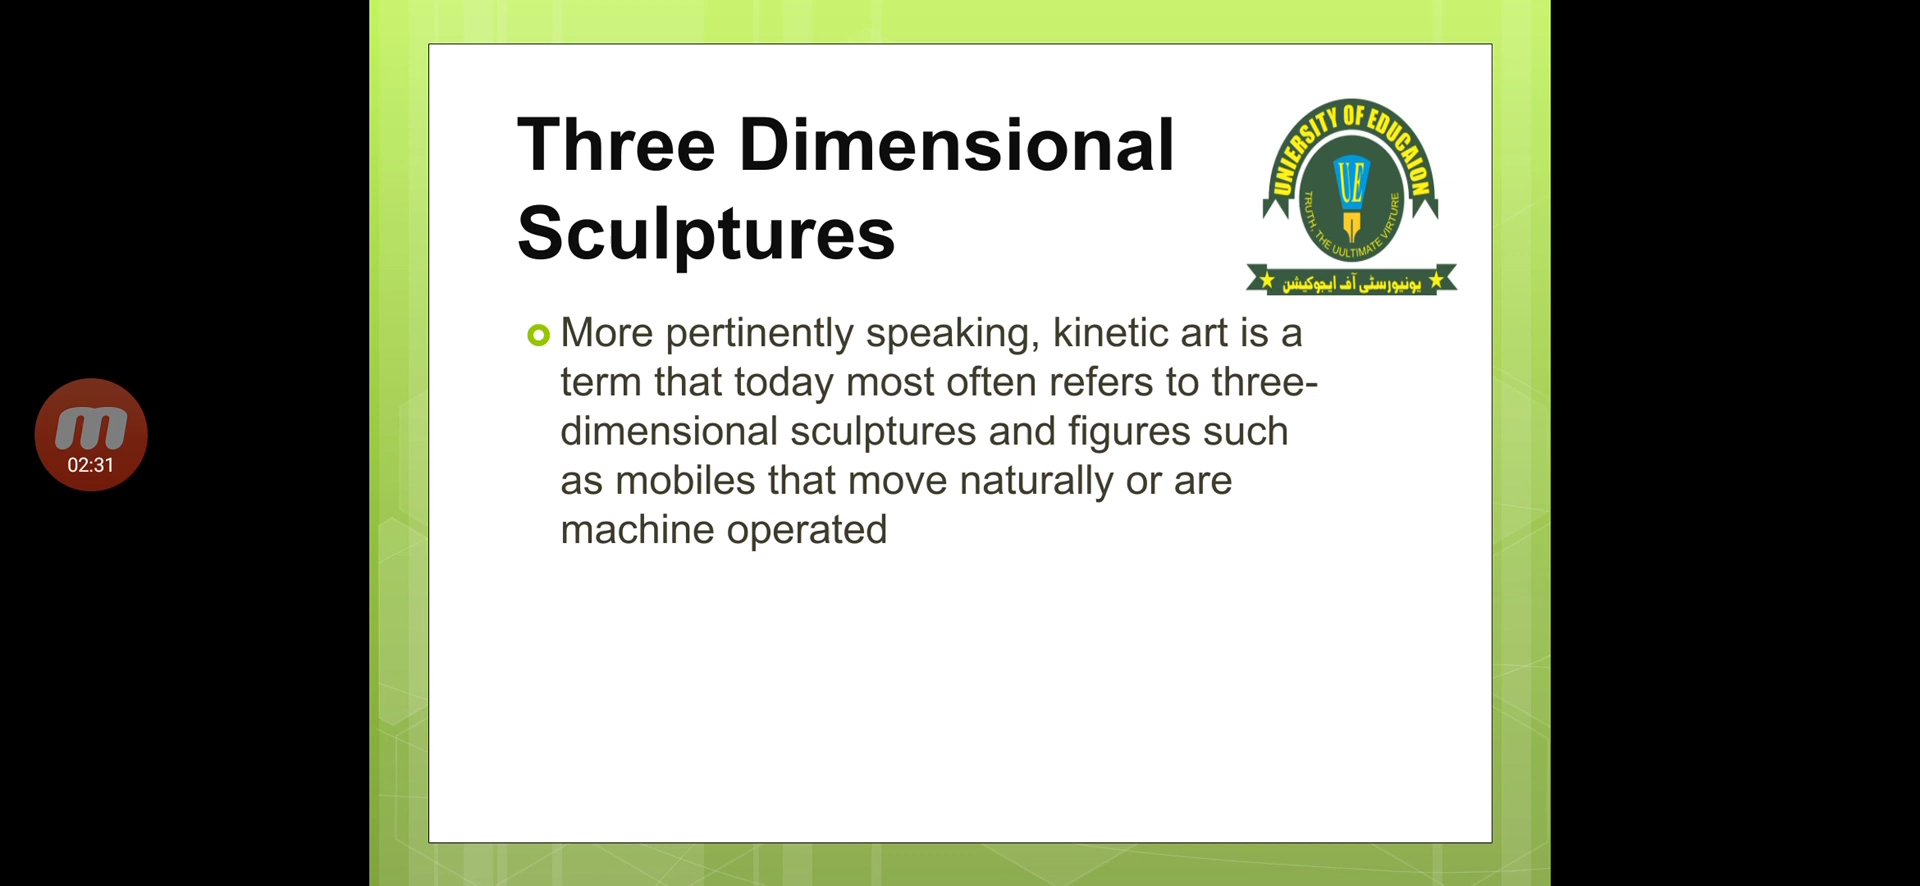 Three Dimensional
Sculptures
UNIERSITY OF EDUCAION
UE
TRUTH, THE UULTIMATE VIRTURE
یونیورسٹی آف ایجوکیشن
More pertinently speaking, kinetic art is a
term that today most often refers to three-
dimensional sculptures and figures such
as mobiles that move naturally or are
machine operated
m
02:31